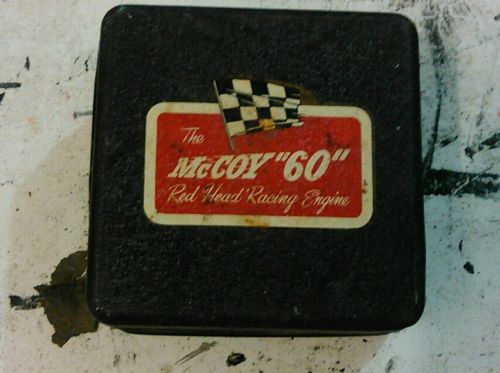 The
McCOY "60"
Red Head Racing Engine